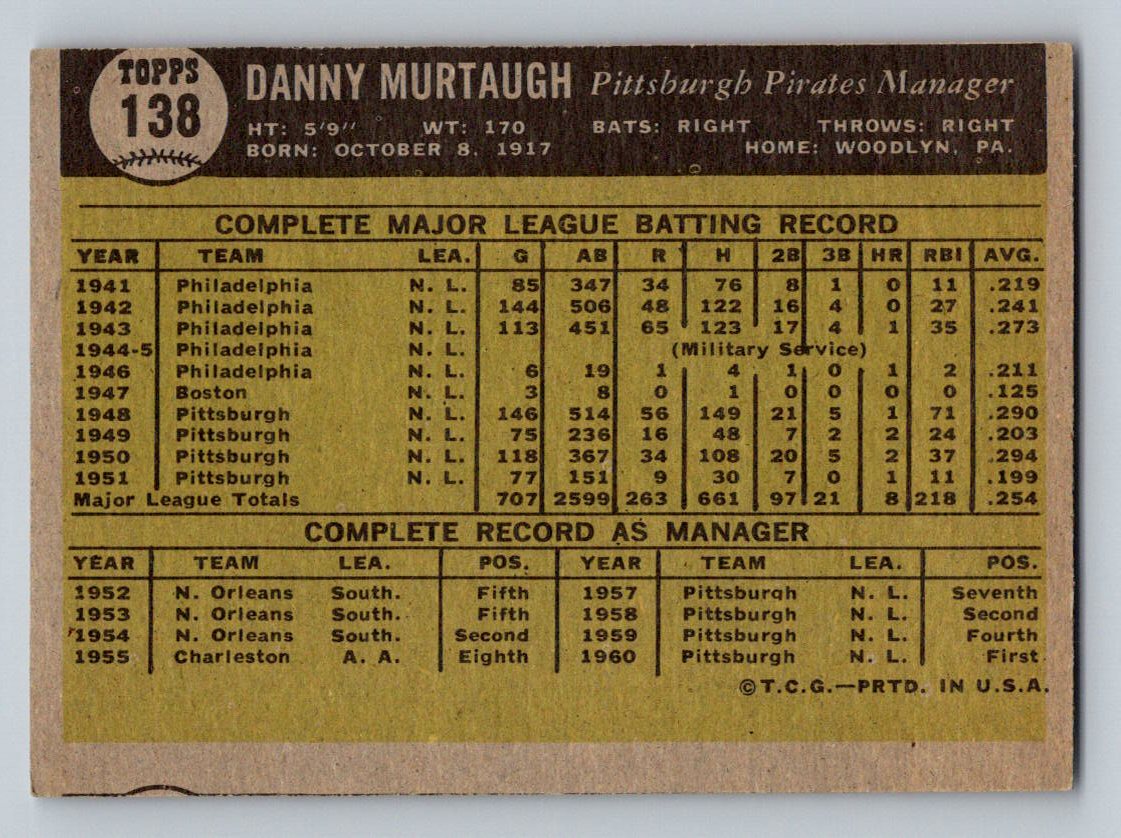 TOPPS
138
DANNY MURTAUGH Pittsburgh Pirates Manager
HT: 5'9" WT: 170 BATS: RIGHT THROWS: RIGHT
BORN: OCTOBER 8, 1917 HOME: WOODLYN, PA.
COMPLETE MAJOR LEAGUE BATTING RECORD
YEAR TEAM LEA. G AB R H 2B 3B HR RBI AVG.
1941 Philadelphia N. L. 85 347 34 76 8 1 0 11 .219
1942 Philadelphia N. L. 144 506 48 122 16 4 0 27 .241
1943 Philadelphia N. L. 113 451 65 123 17 4 1 35 .273
1944-5 Philadelphia N. L. (Military Service)
1946 Philadelphia N. L. 6 19 1 4 1 0 1 2 .211
1947 Boston N. L. 3 8 0 1 0 0 0 0 .125
1948 Pittsburgh N. L. 146 514 56 149 21 5 1 71 .290
1949 Pittsburgh N. L. 75 236 16 48 7 2 2 24 .203
1950 Pittsburgh N. L. 118 367 34 108 20 5 2 37 .294
1951 Pittsburgh N. L. 77 151 9 30 7 0 1 11 .199
Major League Totals 707 2599 263 661 97 21 8 218 .254
COMPLETE RECORD AS MANAGER
YEAR TEAM LEA. POS. YEAR TEAM LEA. POS.
1952 N. Orleans South. Fifth 1957 Pittsburgh N. L. Seventh
1953 N. Orleans South. Fifth 1958 Pittsburgh N. L. Second
1954 N. Orleans South. Second 1959 Pittsburgh N. L. Fourth
1955 Charleston A. A. Eighth 1960 Pittsburgh N. L. First
©T.C.G.—PRTD. IN U.S.A.